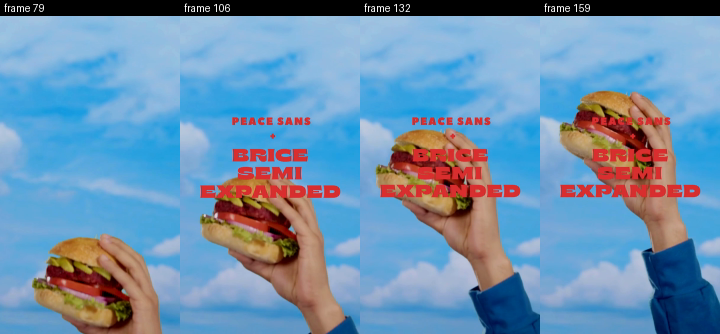 frame 79
frame 106
frame 132
frame 159
PEACE SANS
+
BRICE
SEMI
EXPANDED
PEACE SANS
BRICE
SEMI
EXPANDED
PEACE SANS
BRICE
SEMI
EXPANDED